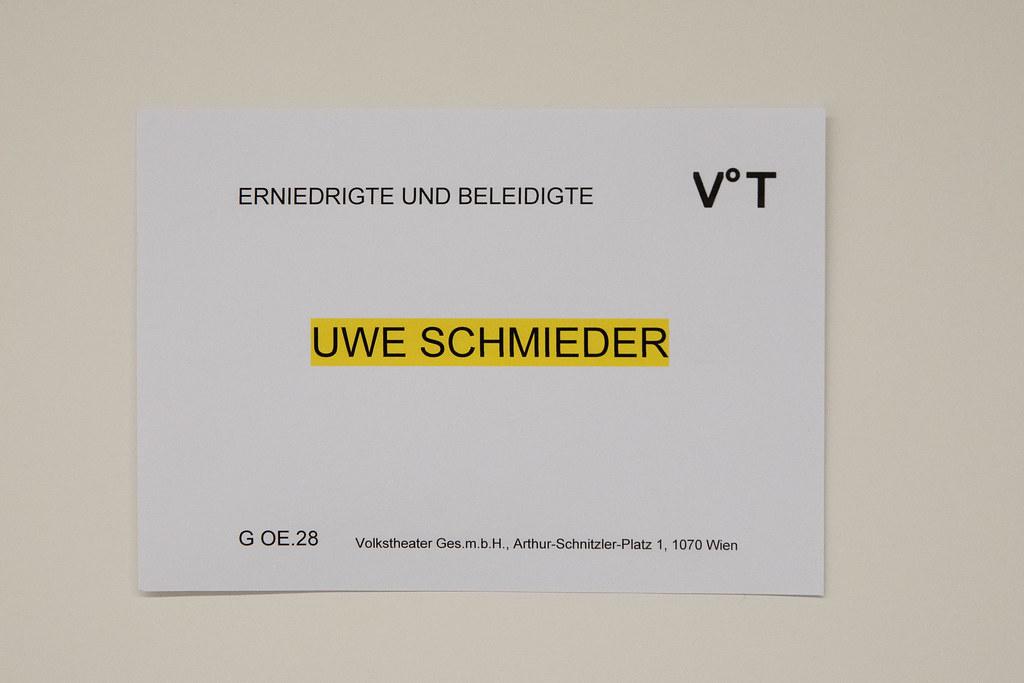 ERNIEDRIGTE UND BELEIDIGTE
V°T
UWE SCHMIEDER
G OE.28
Volkstheater Ges.m.b.H., Arthur-Schnitzler-Platz 1, 1070 Wien